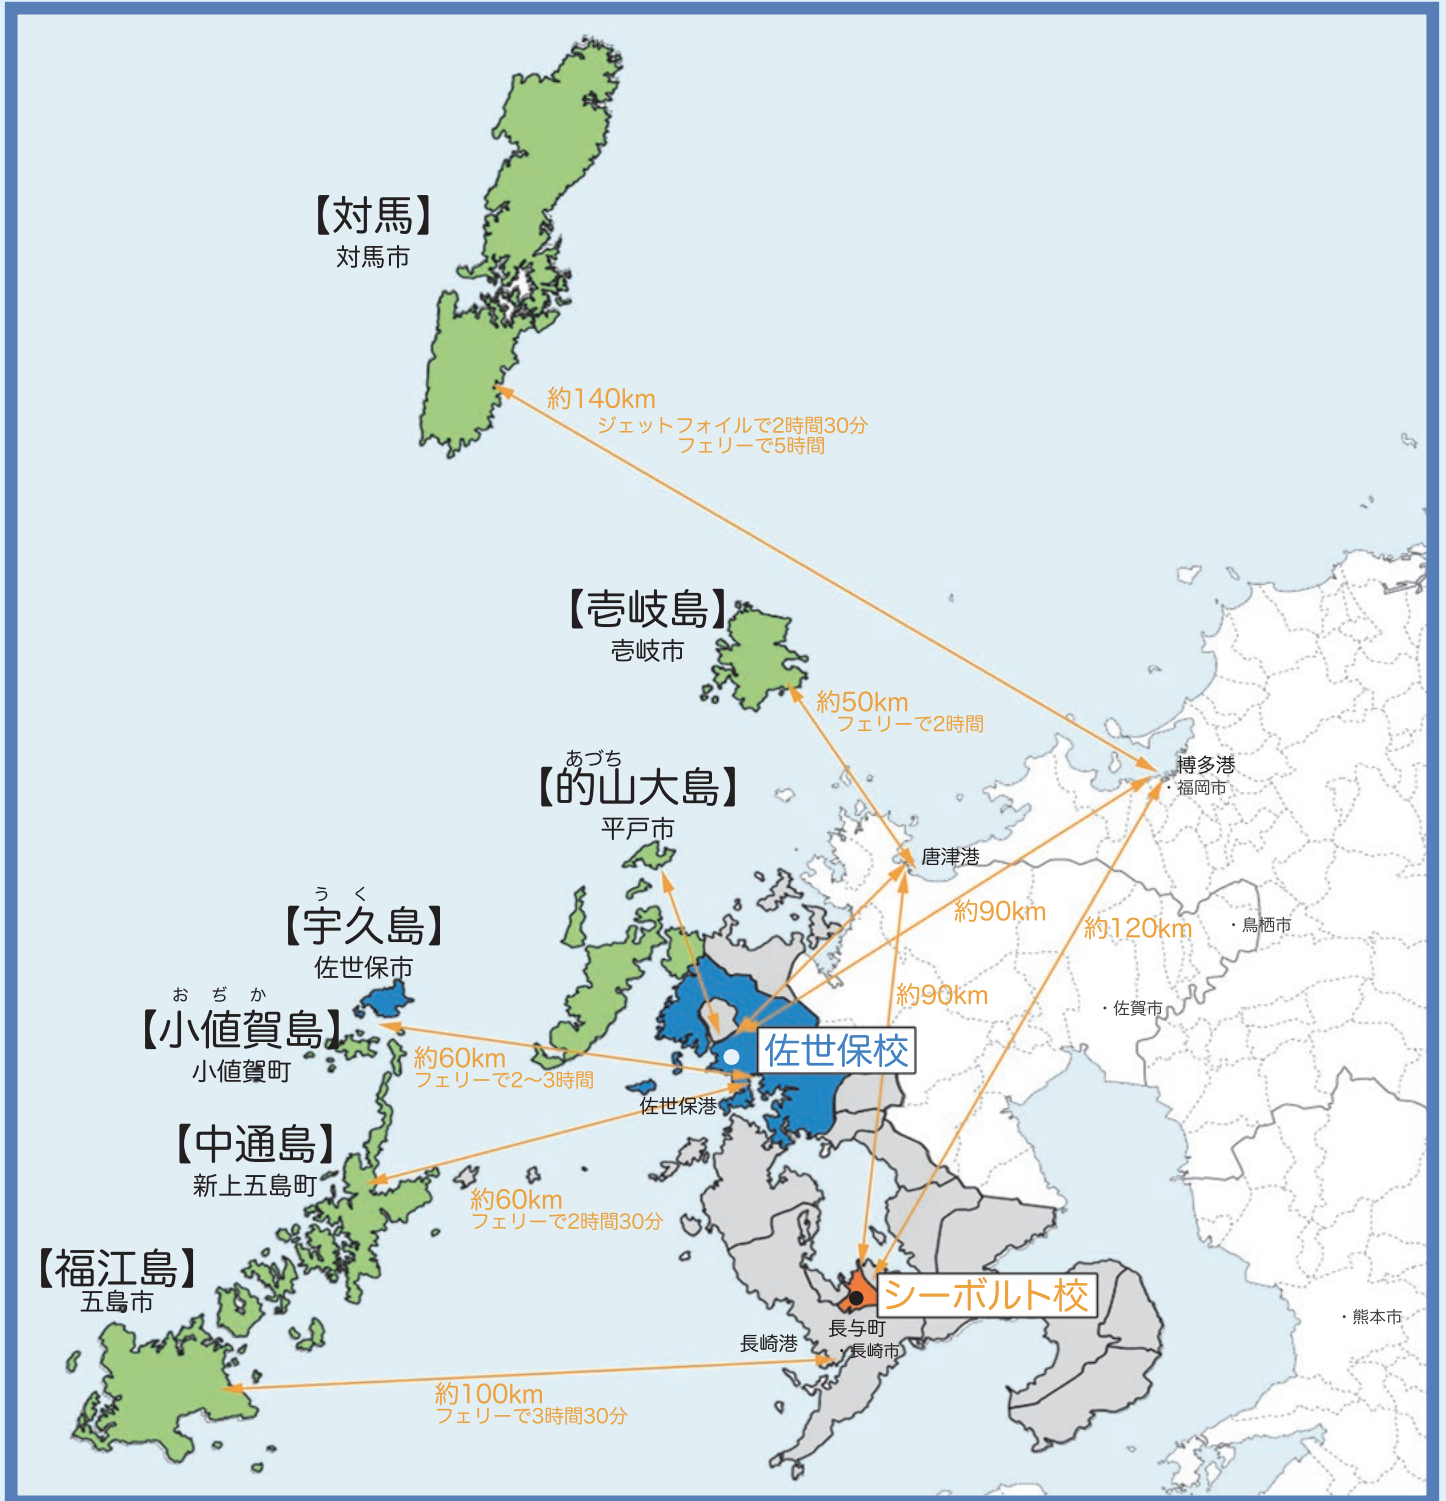 【対馬】
対馬市
約140km
ジェットフォイルで2時間30分
フェリーで5時間
【壱岐島】
壱岐市
約50km
フェリーで2時間
あづち
【的山大島】
平戸市
博多港
・福岡市
唐津港
う く
【宇久島】
佐世保市
約90km
約120km
・鳥栖市
お ぢ か
【小値賀島】
小値賀町
約90km
・佐賀市
佐世保校
約60km
フェリーで2〜3時間
佐世保港
【中通島】
新上五島町
約60km
フェリーで2時間30分
【福江島】
五島市
シーボルト校
長与町
長崎港
・長崎市
・熊本市
約100km
フェリーで3時間30分